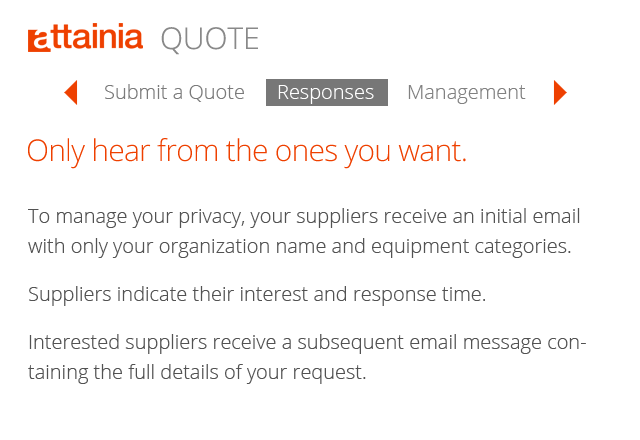 attainia QUOTE
Submit a Quote Responses Management
Only hear from the ones you want.
To manage your privacy, your suppliers receive an initial email
with only your organization name and equipment categories.
Suppliers indicate their interest and response time.
Interested suppliers receive a subsequent email message con-
taining the full details of your request.